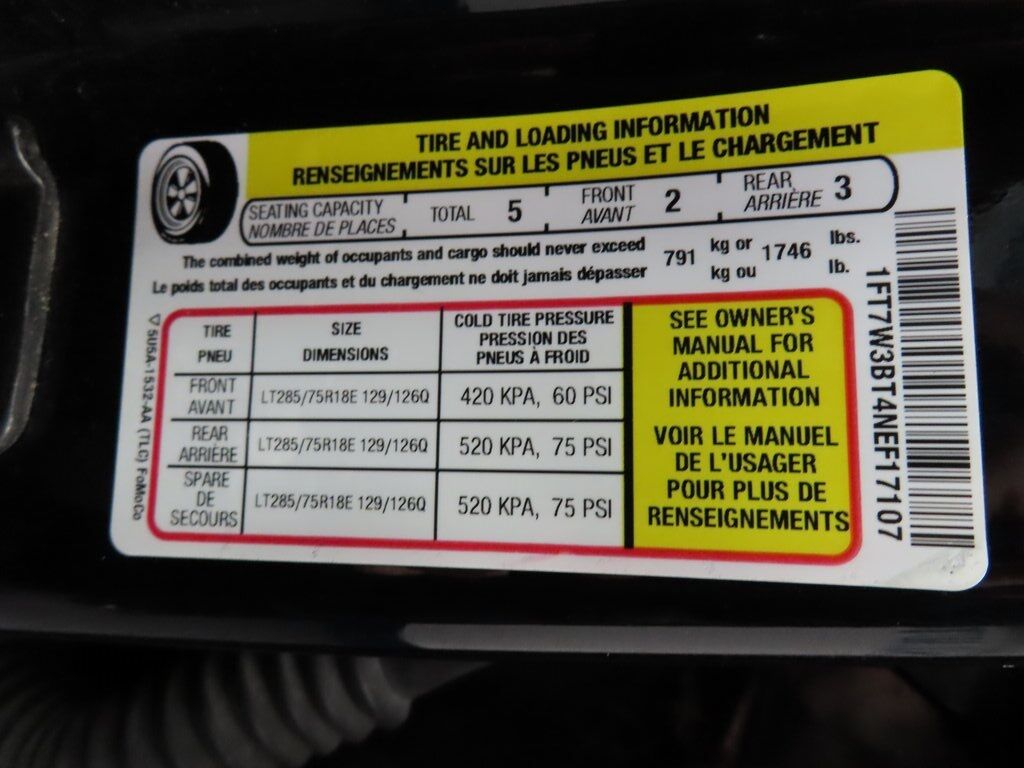 TIRE AND LOADING INFORMATION
RENSEIGNEMENTS SUR LES PNEUS ET LE CHARGEMENT
SEATING CAPACITY
NOMBRE DE PLACES
TOTAL 5
FRONT
AVANT 2
REAR
ARRIÈRE 3
The combined weight of occupants and cargo should never exceed 791 kg or 1746 lbs.
Le poids total des occupants et du chargement ne doit jamais dépasser kg ou lb.
TIRE
PNEU
SIZE
DIMENSIONS
COLD TIRE PRESSURE
PRESSION DES
PNEUS À FROID
FRONT
AVANT
LT285/75R18E 129/126Q
420 KPA, 60 PSI
REAR
ARRIÈRE
LT285/75R18E 129/126Q
520 KPA, 75 PSI
SPARE
DE
SECOURS
LT285/75R18E 129/126Q
520 KPA, 75 PSI
SEE OWNER'S
MANUAL FOR
ADDITIONAL
INFORMATION
VOIR LE MANUEL
DE L'USAGER
POUR PLUS DE
RENSEIGNEMENTS
1FT7W3BT4NEF17107
5U5A-1532-AA (TLC) FoMoCo